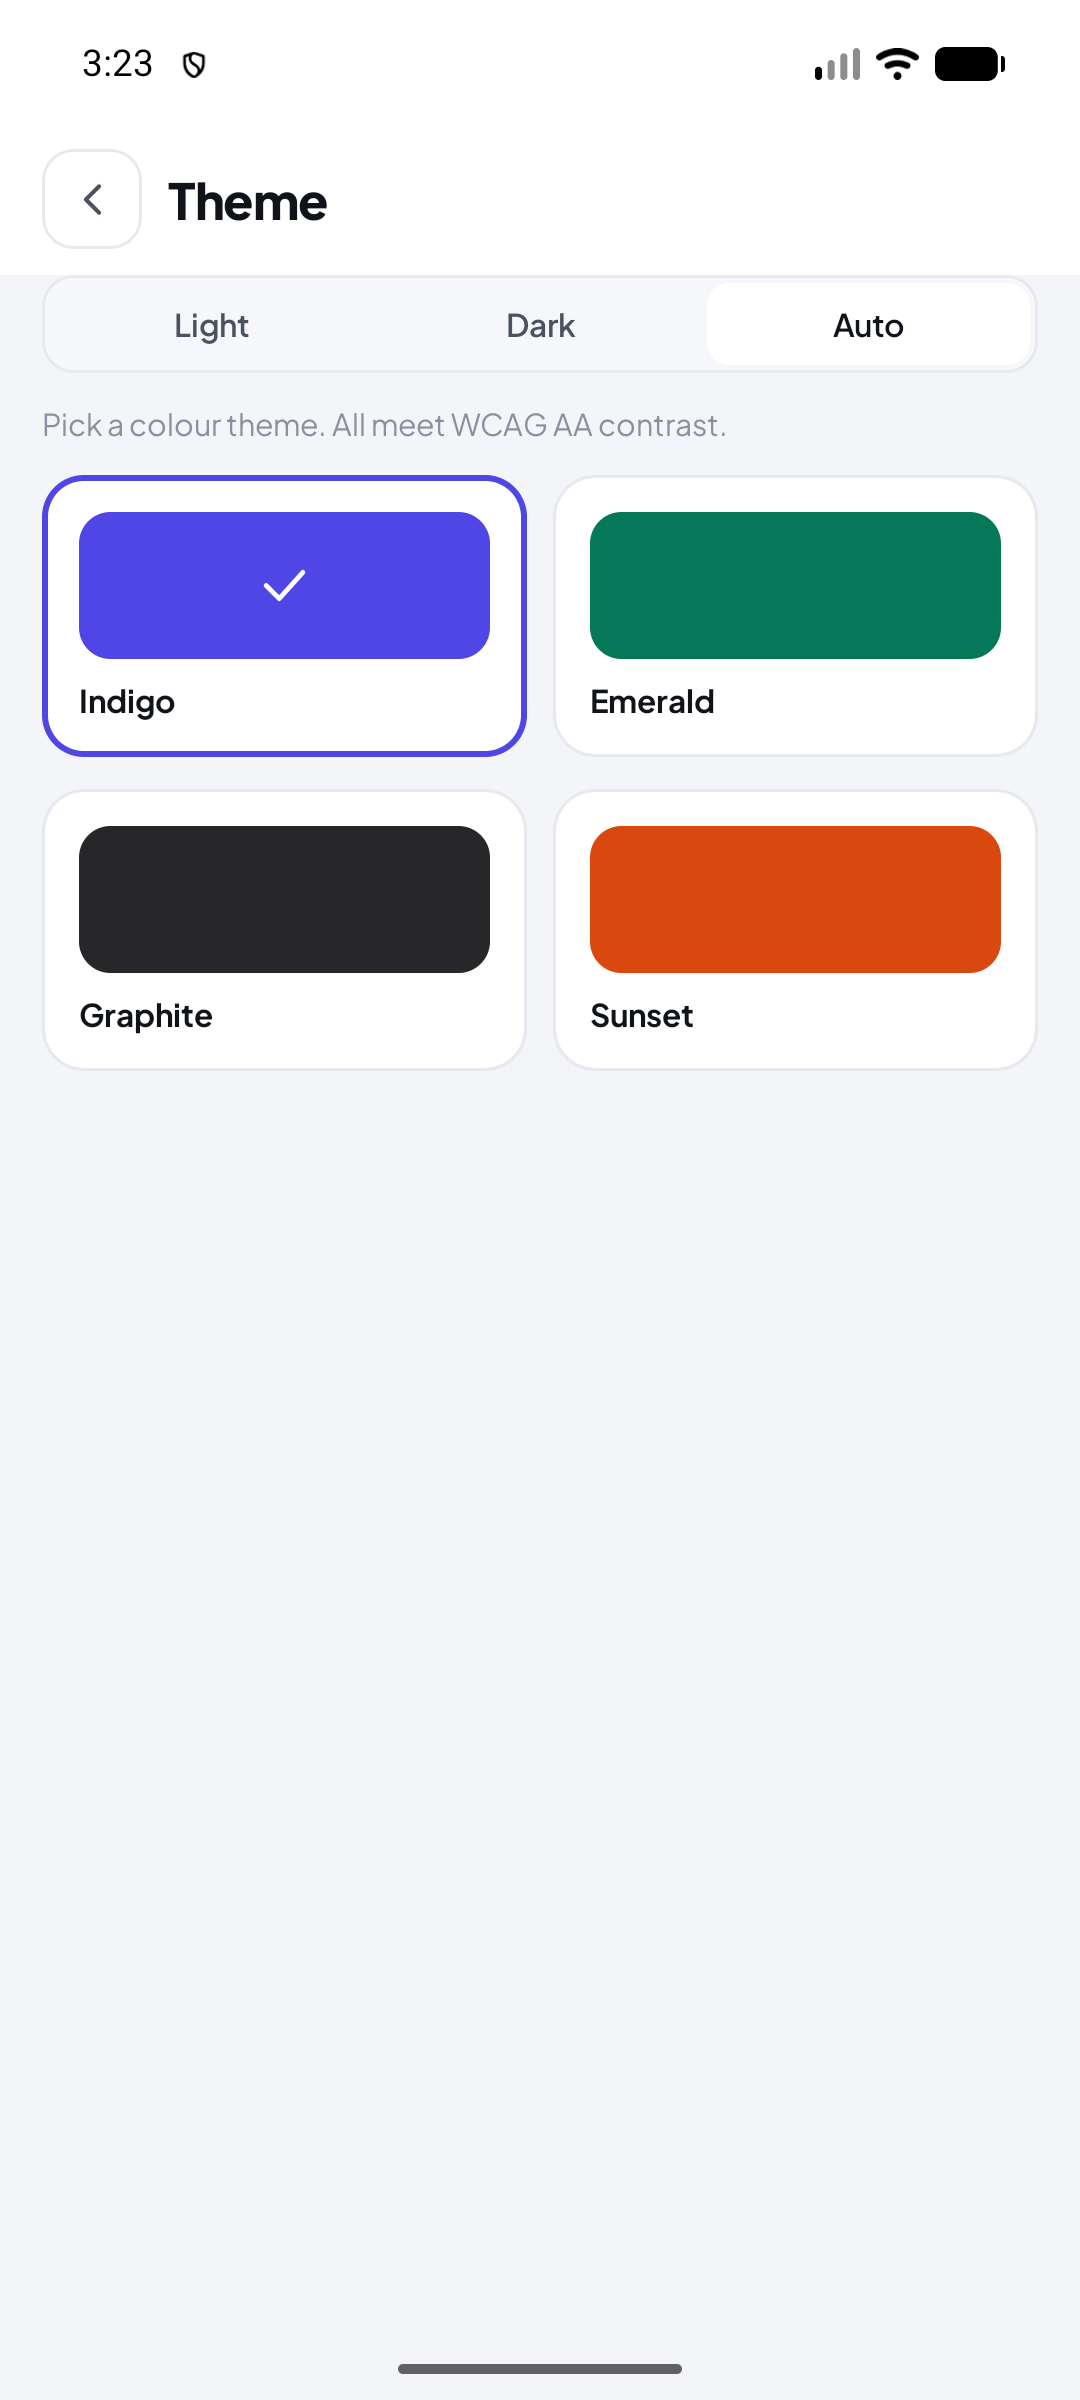 3:23
Theme
Light Dark Auto
Pick a colour theme. All meet WCAG AA contrast.
Indigo Emerald
Graphite Sunset